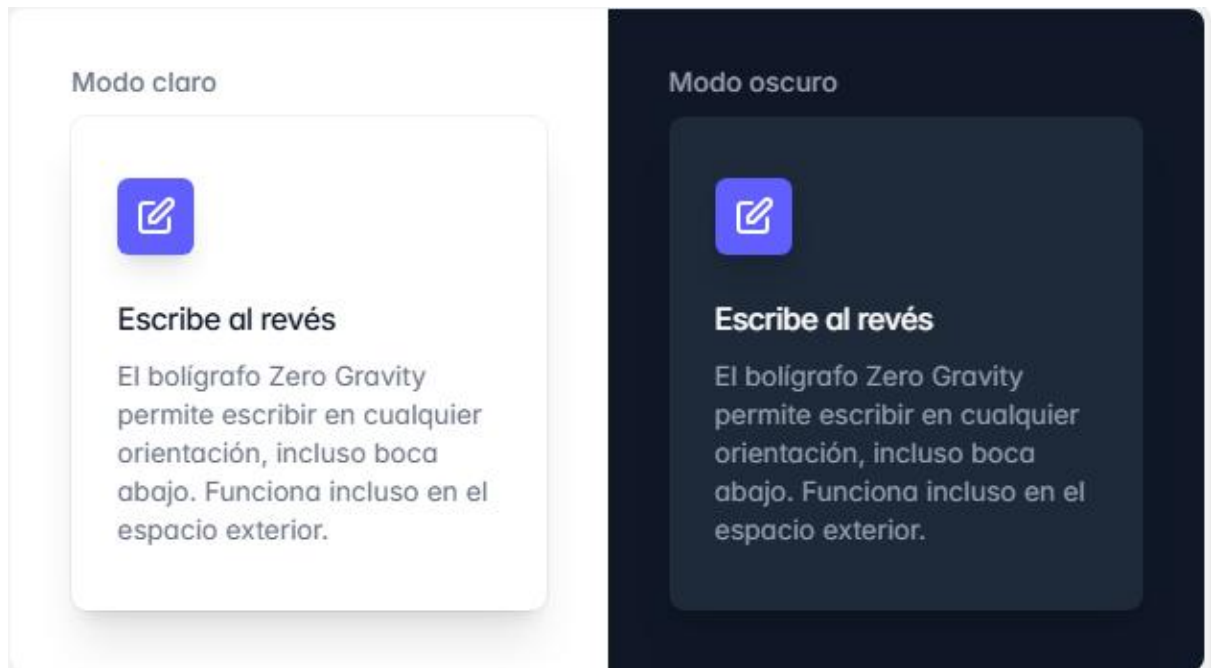 Modo claro
Escribe al revés
El bolígrafo Zero Gravity
permite escribir en cualquier
orientación, incluso boca
abajo. Funciona incluso en el
espacio exterior.
Modo oscuro
Escribe al revés
El bolígrafo Zero Gravity
permite escribir en cualquier
orientación, incluso boca
abajo. Funciona incluso en el
espacio exterior.